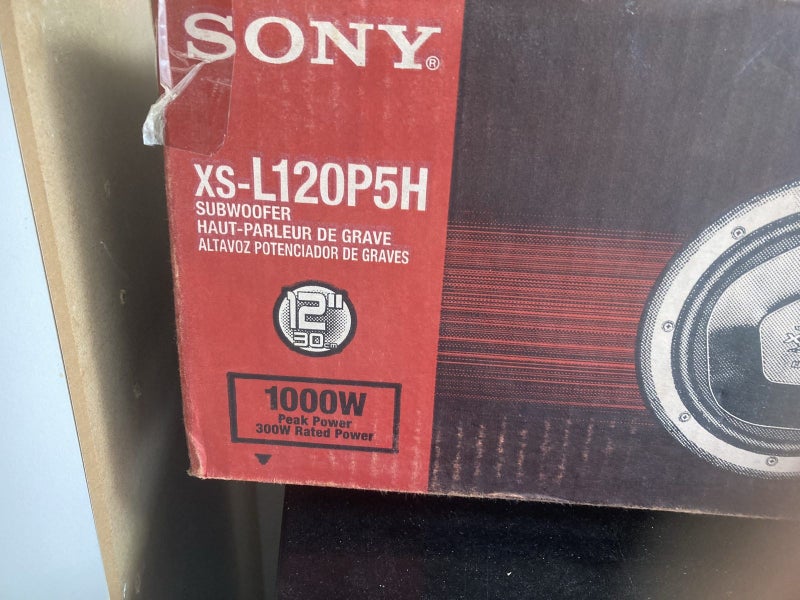 SONY®
XS-L120P5H
SUBWOOFER
HAUT-PARLEUR DE GRAVE
ALTAVOZ POTENCIADOR DE GRAVES
12"
30cm
1000W
Peak Power
300W Rated Power